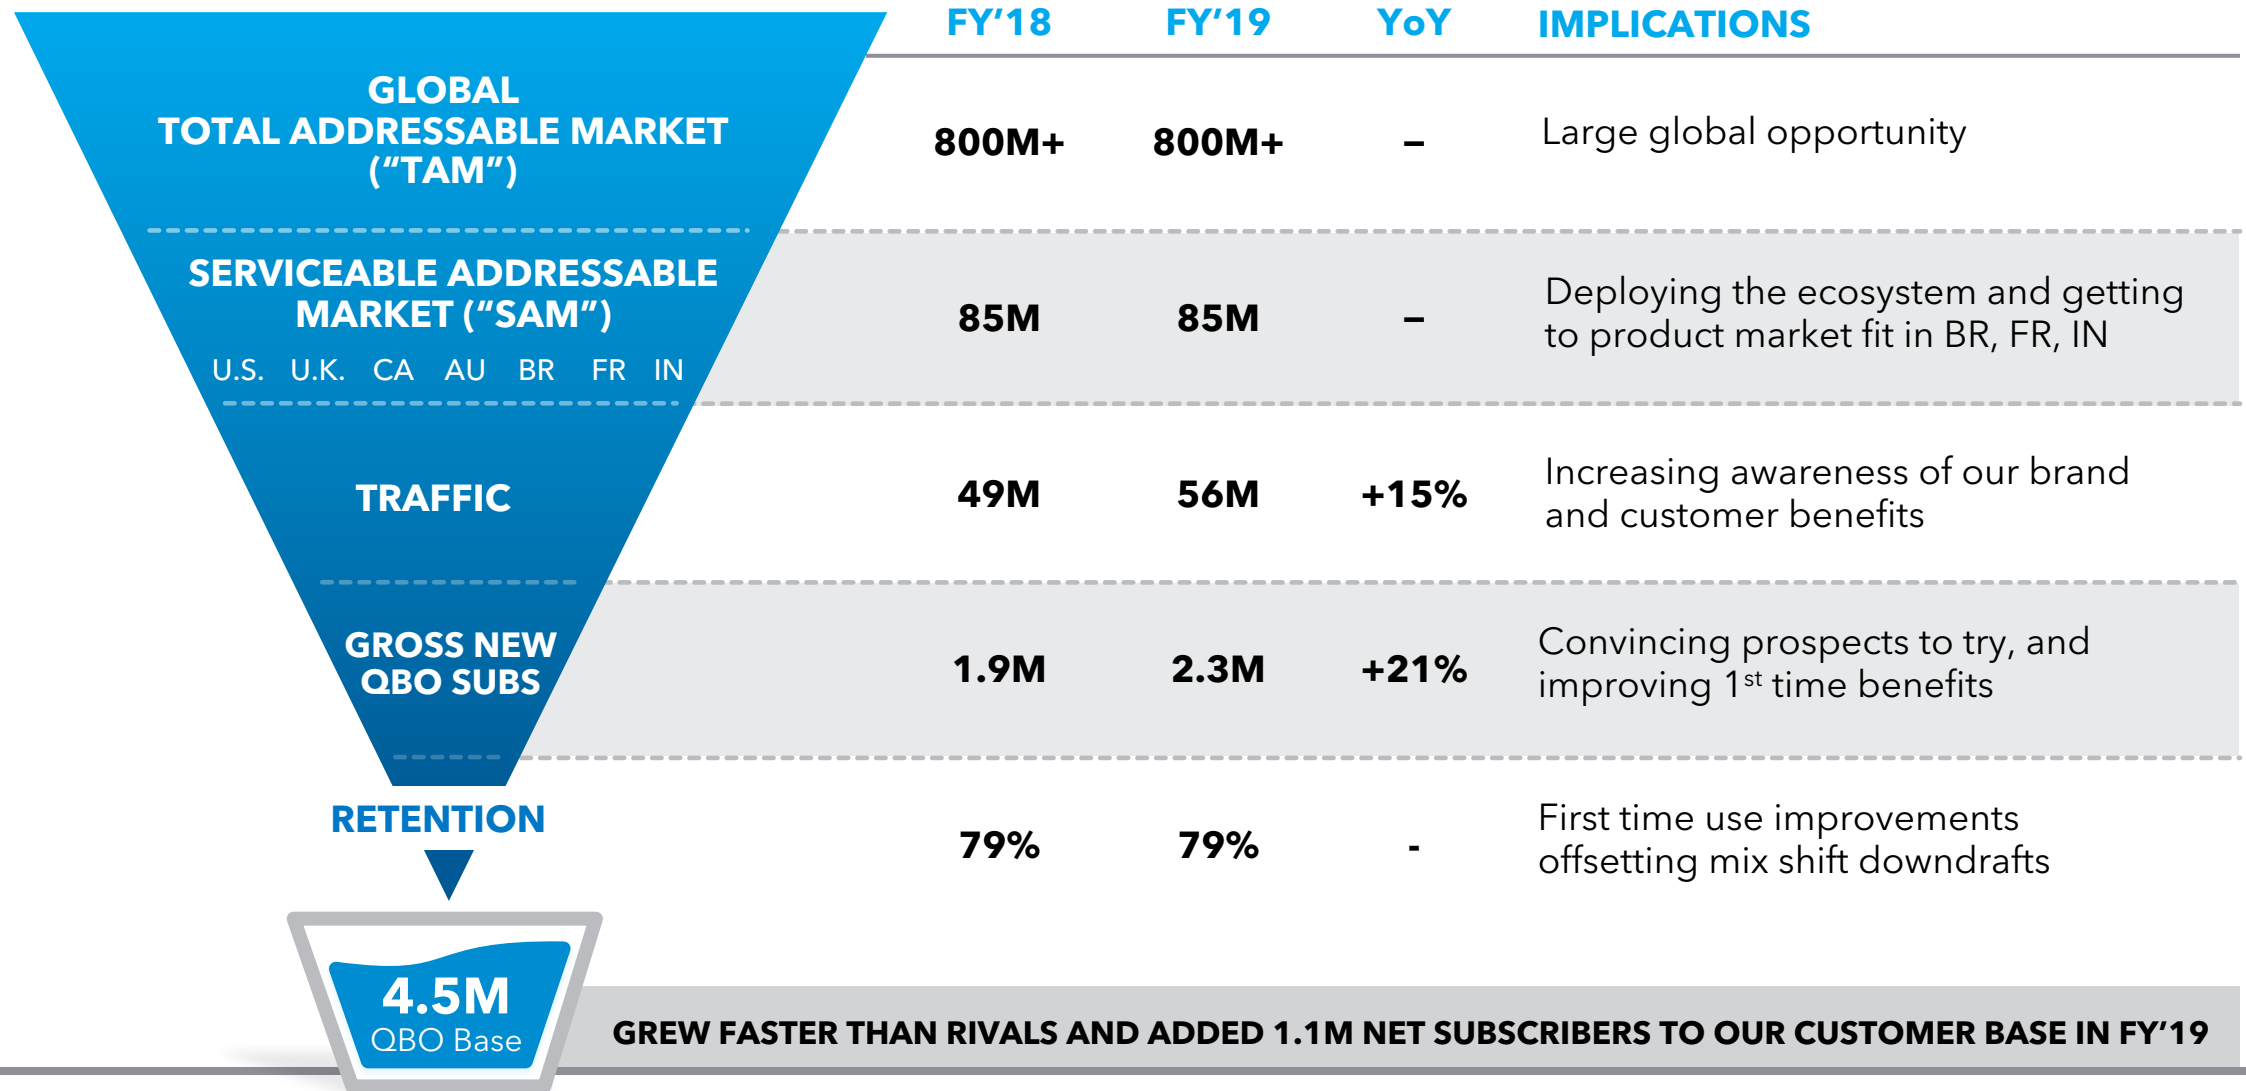 FY’18 FY’19 YoY IMPLICATIONS
GLOBAL
TOTAL ADDRESSABLE MARKET
(“TAM”)
800M+ 800M+ – Large global opportunity
SERVICEABLE ADDRESSABLE
MARKET (“SAM”)
U.S. U.K. CA AU BR FR IN
85M 85M –
Deploying the ecosystem and getting
to product market fit in BR, FR, IN
TRAFFIC
49M 56M +15%
Increasing awareness of our brand
and customer benefits
GROSS NEW
QBO SUBS
1.9M 2.3M +21%
Convincing prospects to try, and
improving 1st time benefits
RETENTION
79% 79% -
First time use improvements
offsetting mix shift downdrafts
4.5M
QBO Base
GREW FASTER THAN RIVALS AND ADDED 1.1M NET SUBSCRIBERS TO OUR CUSTOMER BASE IN FY’19